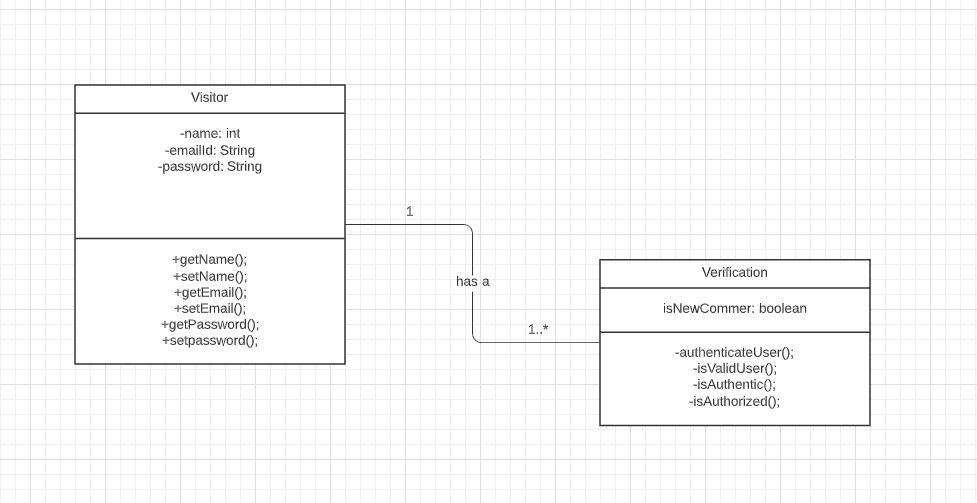 Visitor
-name: int
-emailId: String
-password: String
+getName();
+setName();
+getEmail();
+setEmail();
+getPassword();
+setpassword();
1
has a
1..*
Verification
isNewCommer: boolean
-authenticateUser();
-isValidUser();
-isAuthentic();
-isAuthorized();